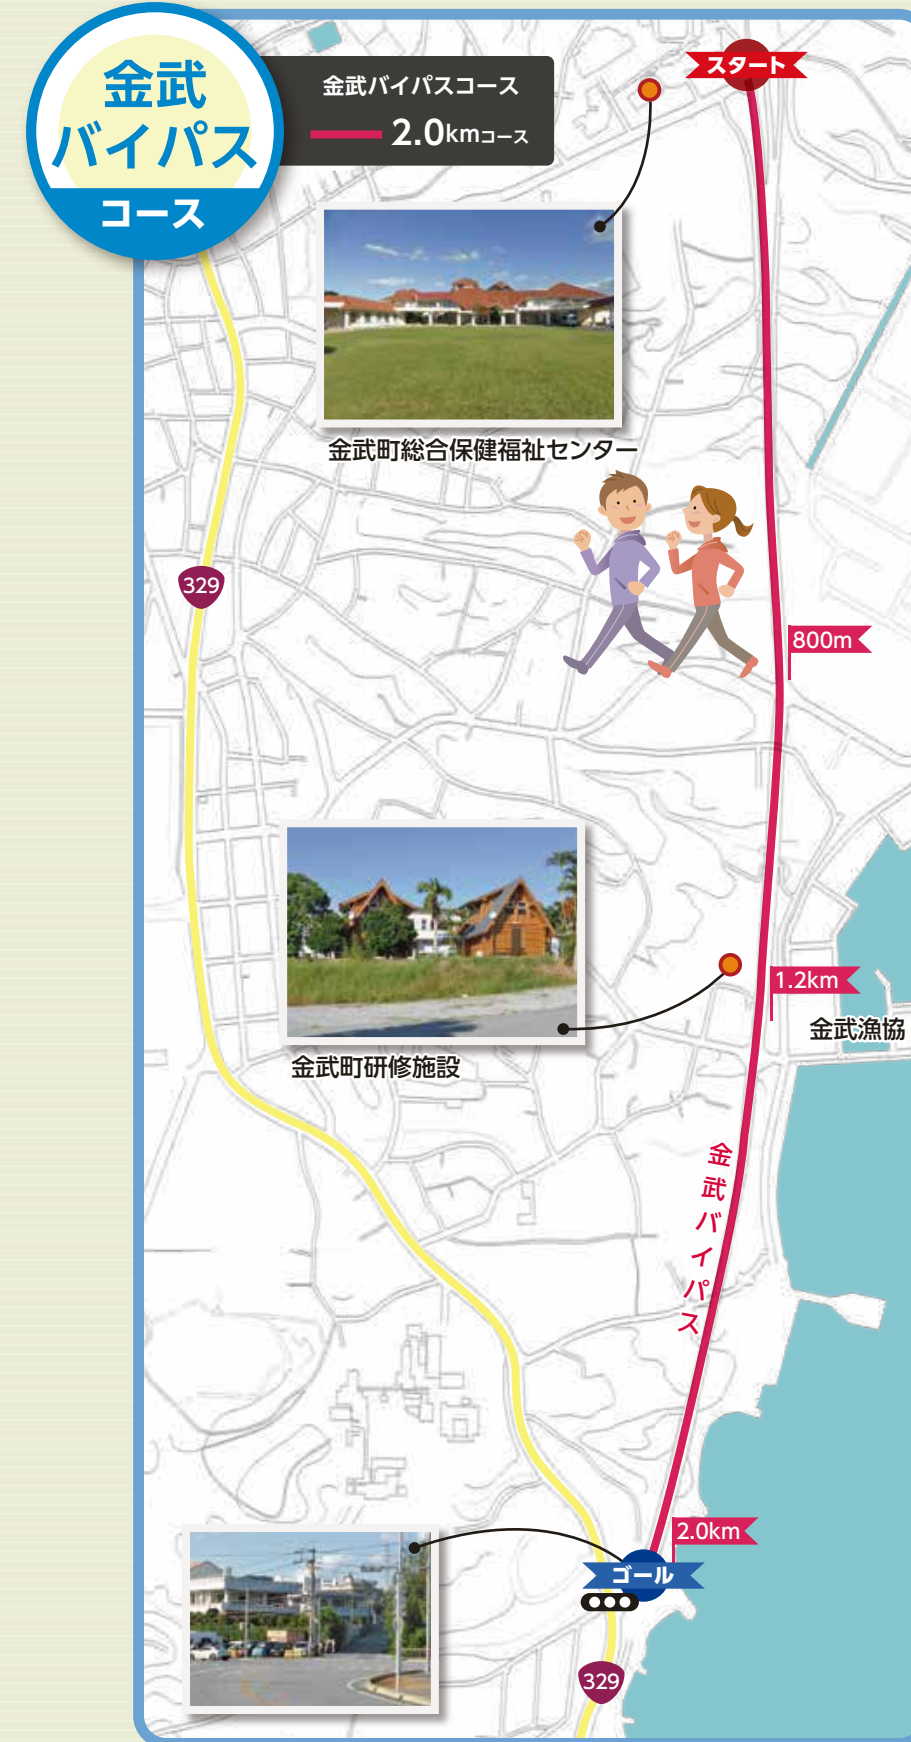 金武
バイパス
コース
金武バイパスコース
2.0kmコース
スタート
金武町総合保健福祉センター
329
800m
1.2km
金武漁協
金武町研修施設
金武バイパス
2.0km
ゴール
329